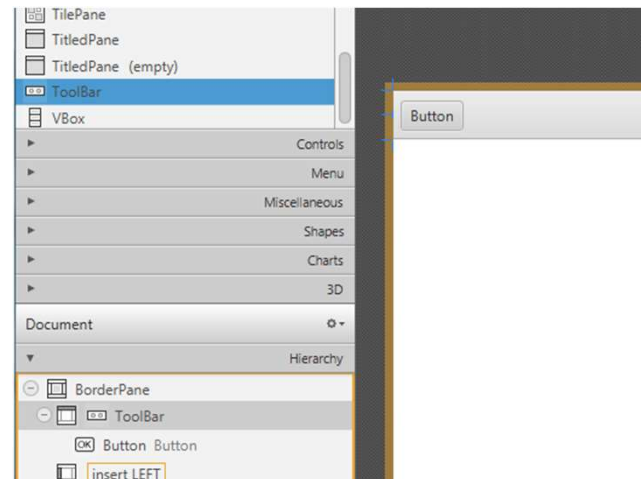 TilePane
TitledPane
TitledPane (empty)
ToolBar
VBox
Controls
Menu
Miscellaneous
Shapes
Charts
3D
Document
Hierarchy
BorderPane
ToolBar
OK Button Button
insert LEFT
Button